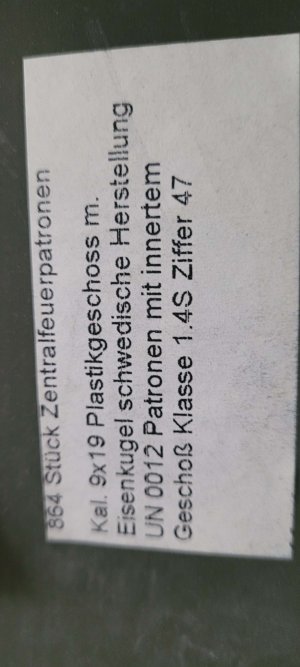 864 Stück Zentralfeuerpatronen
Kal. 9x19 Plastikgeschoss m.
Eisenkugel schwedische Herstellung
UN 0012 Patronen mit innertem
Geschoß Klasse 1.4S Ziffer 47